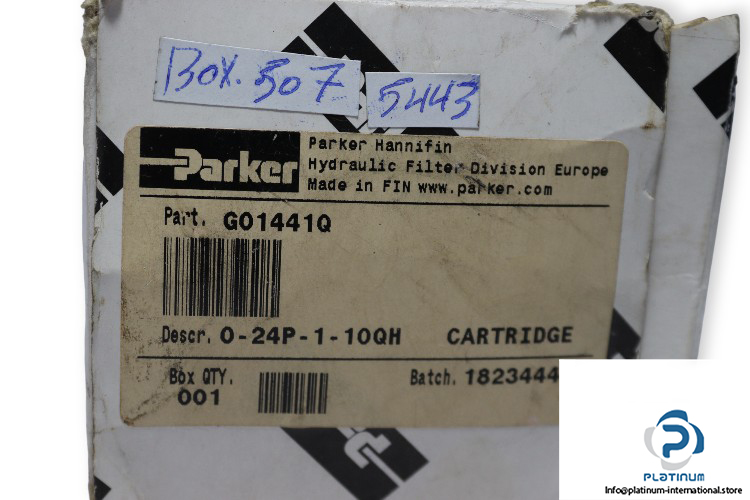 Box.507
5443
Parker
Parker Hannifin
Hydraulic Filter Division Europe
Made in FIN www.parker.com
Part. G01441Q
Descr. O-24P-1-10QH CARTRIDGE
Box QTY.
001
Batch. 1823444
PLATINUM
Info@platinum-international.store